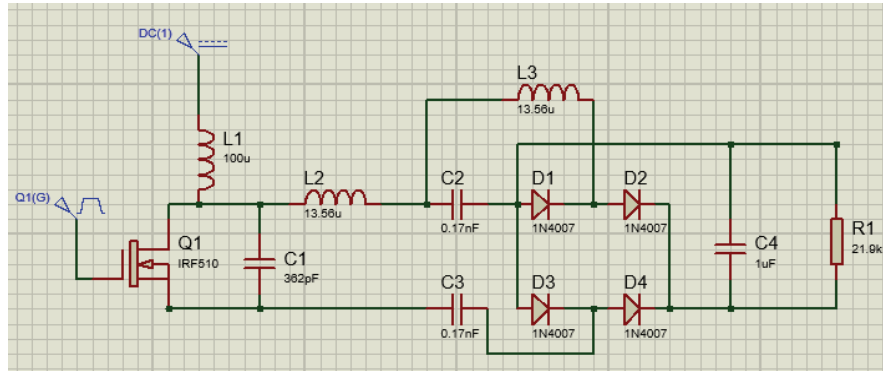 DC(1)
L3
13.56u
L1
100u
Q1(G)
L2
13.56u
C2
0.17nF
D1
1N4007
D2
1N4007
Q1
IRF510
C1
362pF
C3
0.17nF
D3
1N4007
D4
1N4007
C4
1uF
R1
21.9k